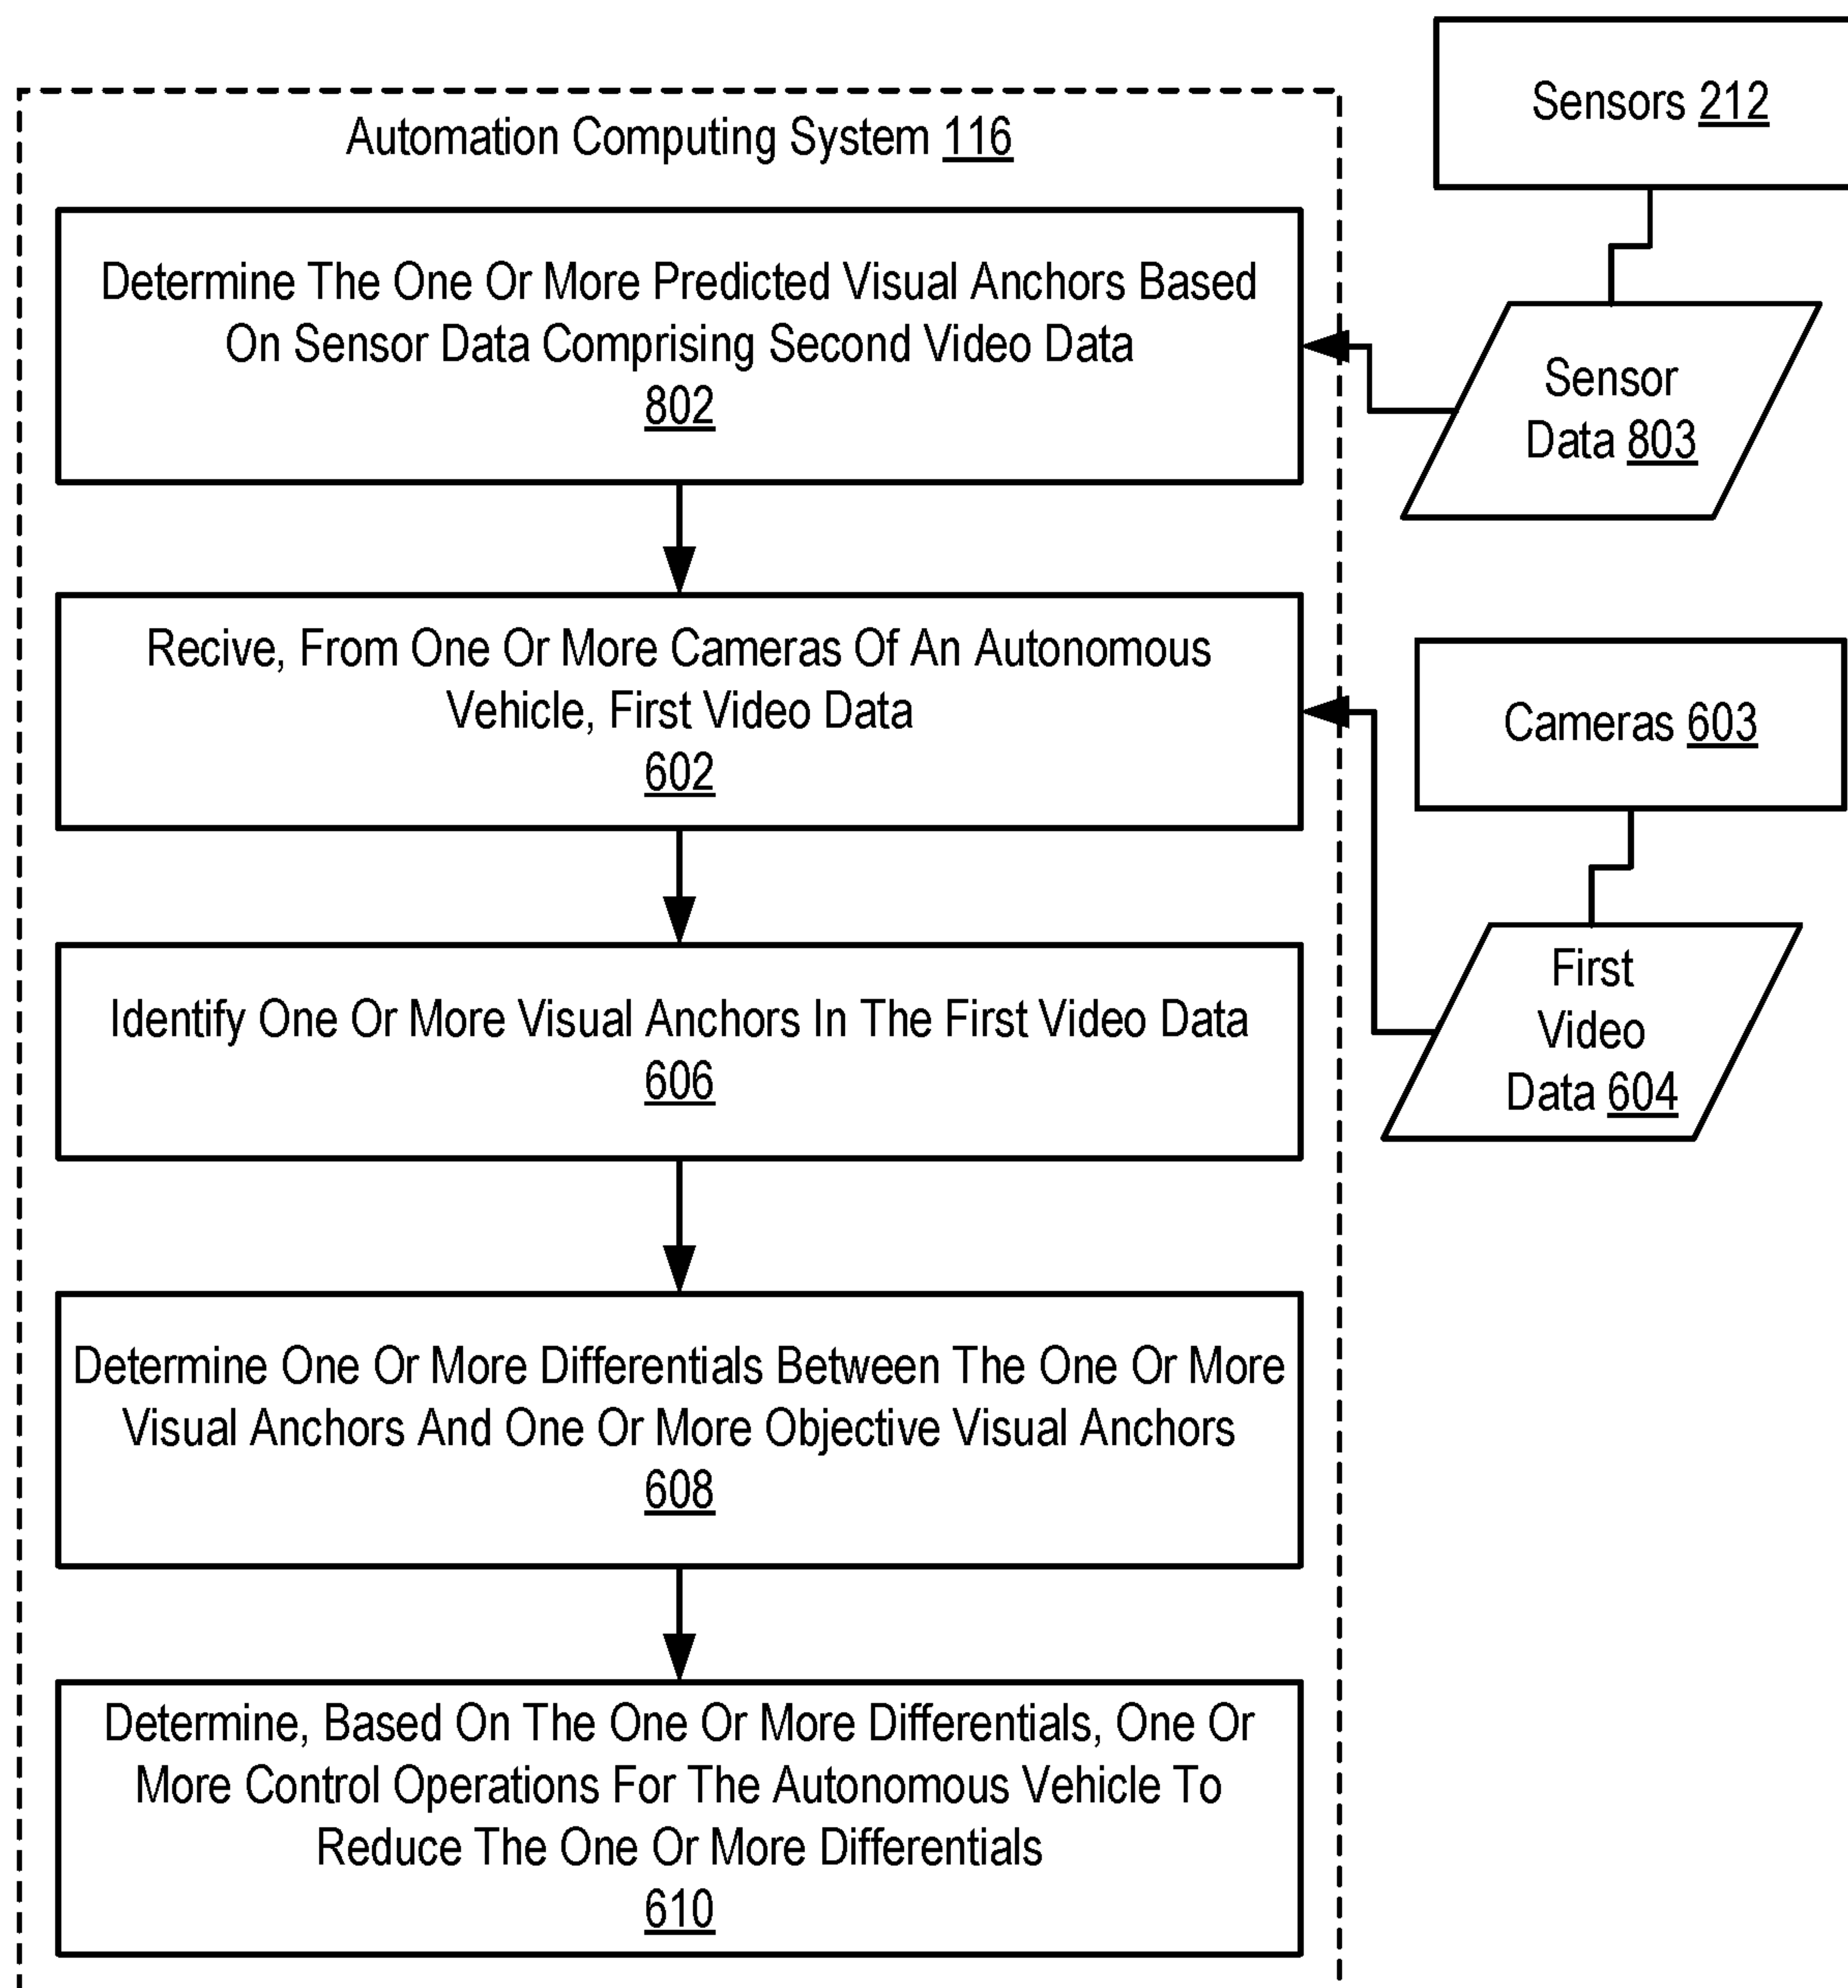 Automation Computing System 116
Determine The One Or More Predicted Visual Anchors Based
On Sensor Data Comprising Second Video Data
802
Sensors 212
Sensor
Data 803
Recive, From One Or More Cameras Of An Autonomous
Vehicle, First Video Data
602
Cameras 603
First
Video
Data 604
Identify One Or More Visual Anchors In The First Video Data
606
Determine One Or More Differentials Between The One Or More
Visual Anchors And One Or More Objective Visual Anchors
608
Determine, Based On The One Or More Differentials, One Or
More Control Operations For The Autonomous Vehicle To
Reduce The One Or More Differentials
610